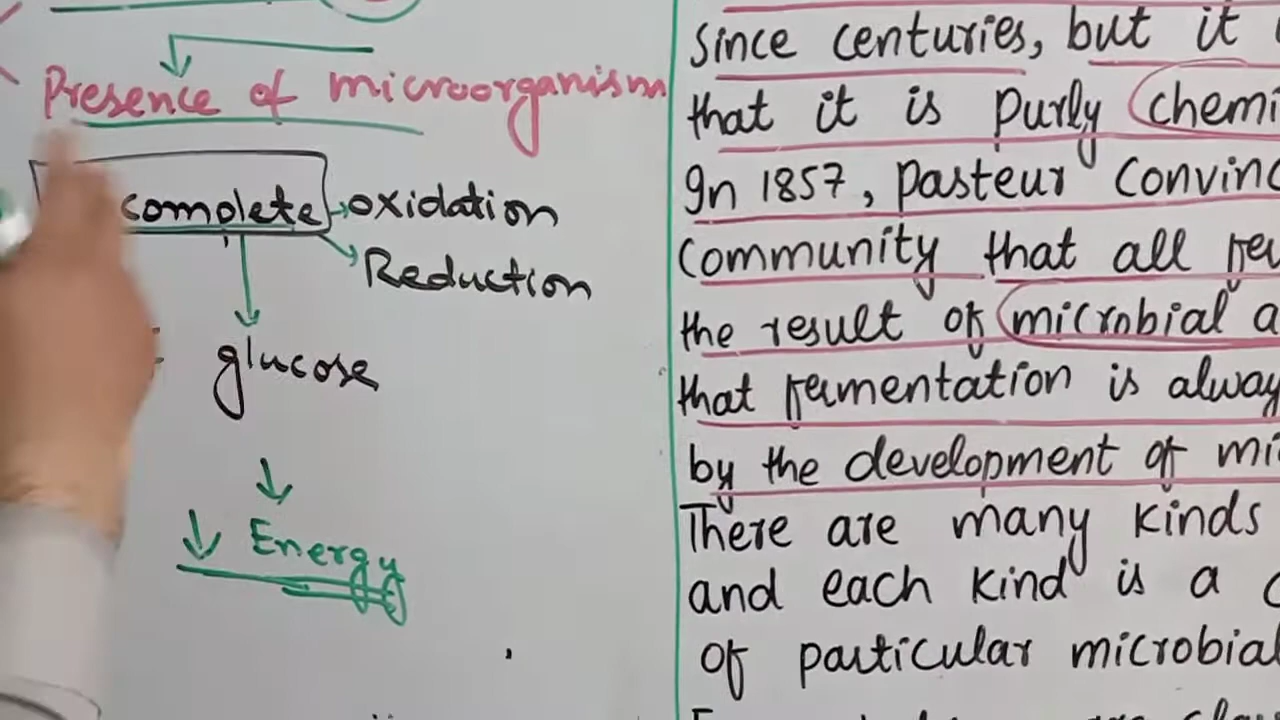 Presence of microorganism
complete oxidation
Reduction
glucose
↓ Energy
since centuries, but it
that it is purly chemi
In 1857, pasteur convinc
community that all fer
the result of microbial a
that fermentation is alway
by the development of mi
There are many kinds
and each kind is a
of particular microbial